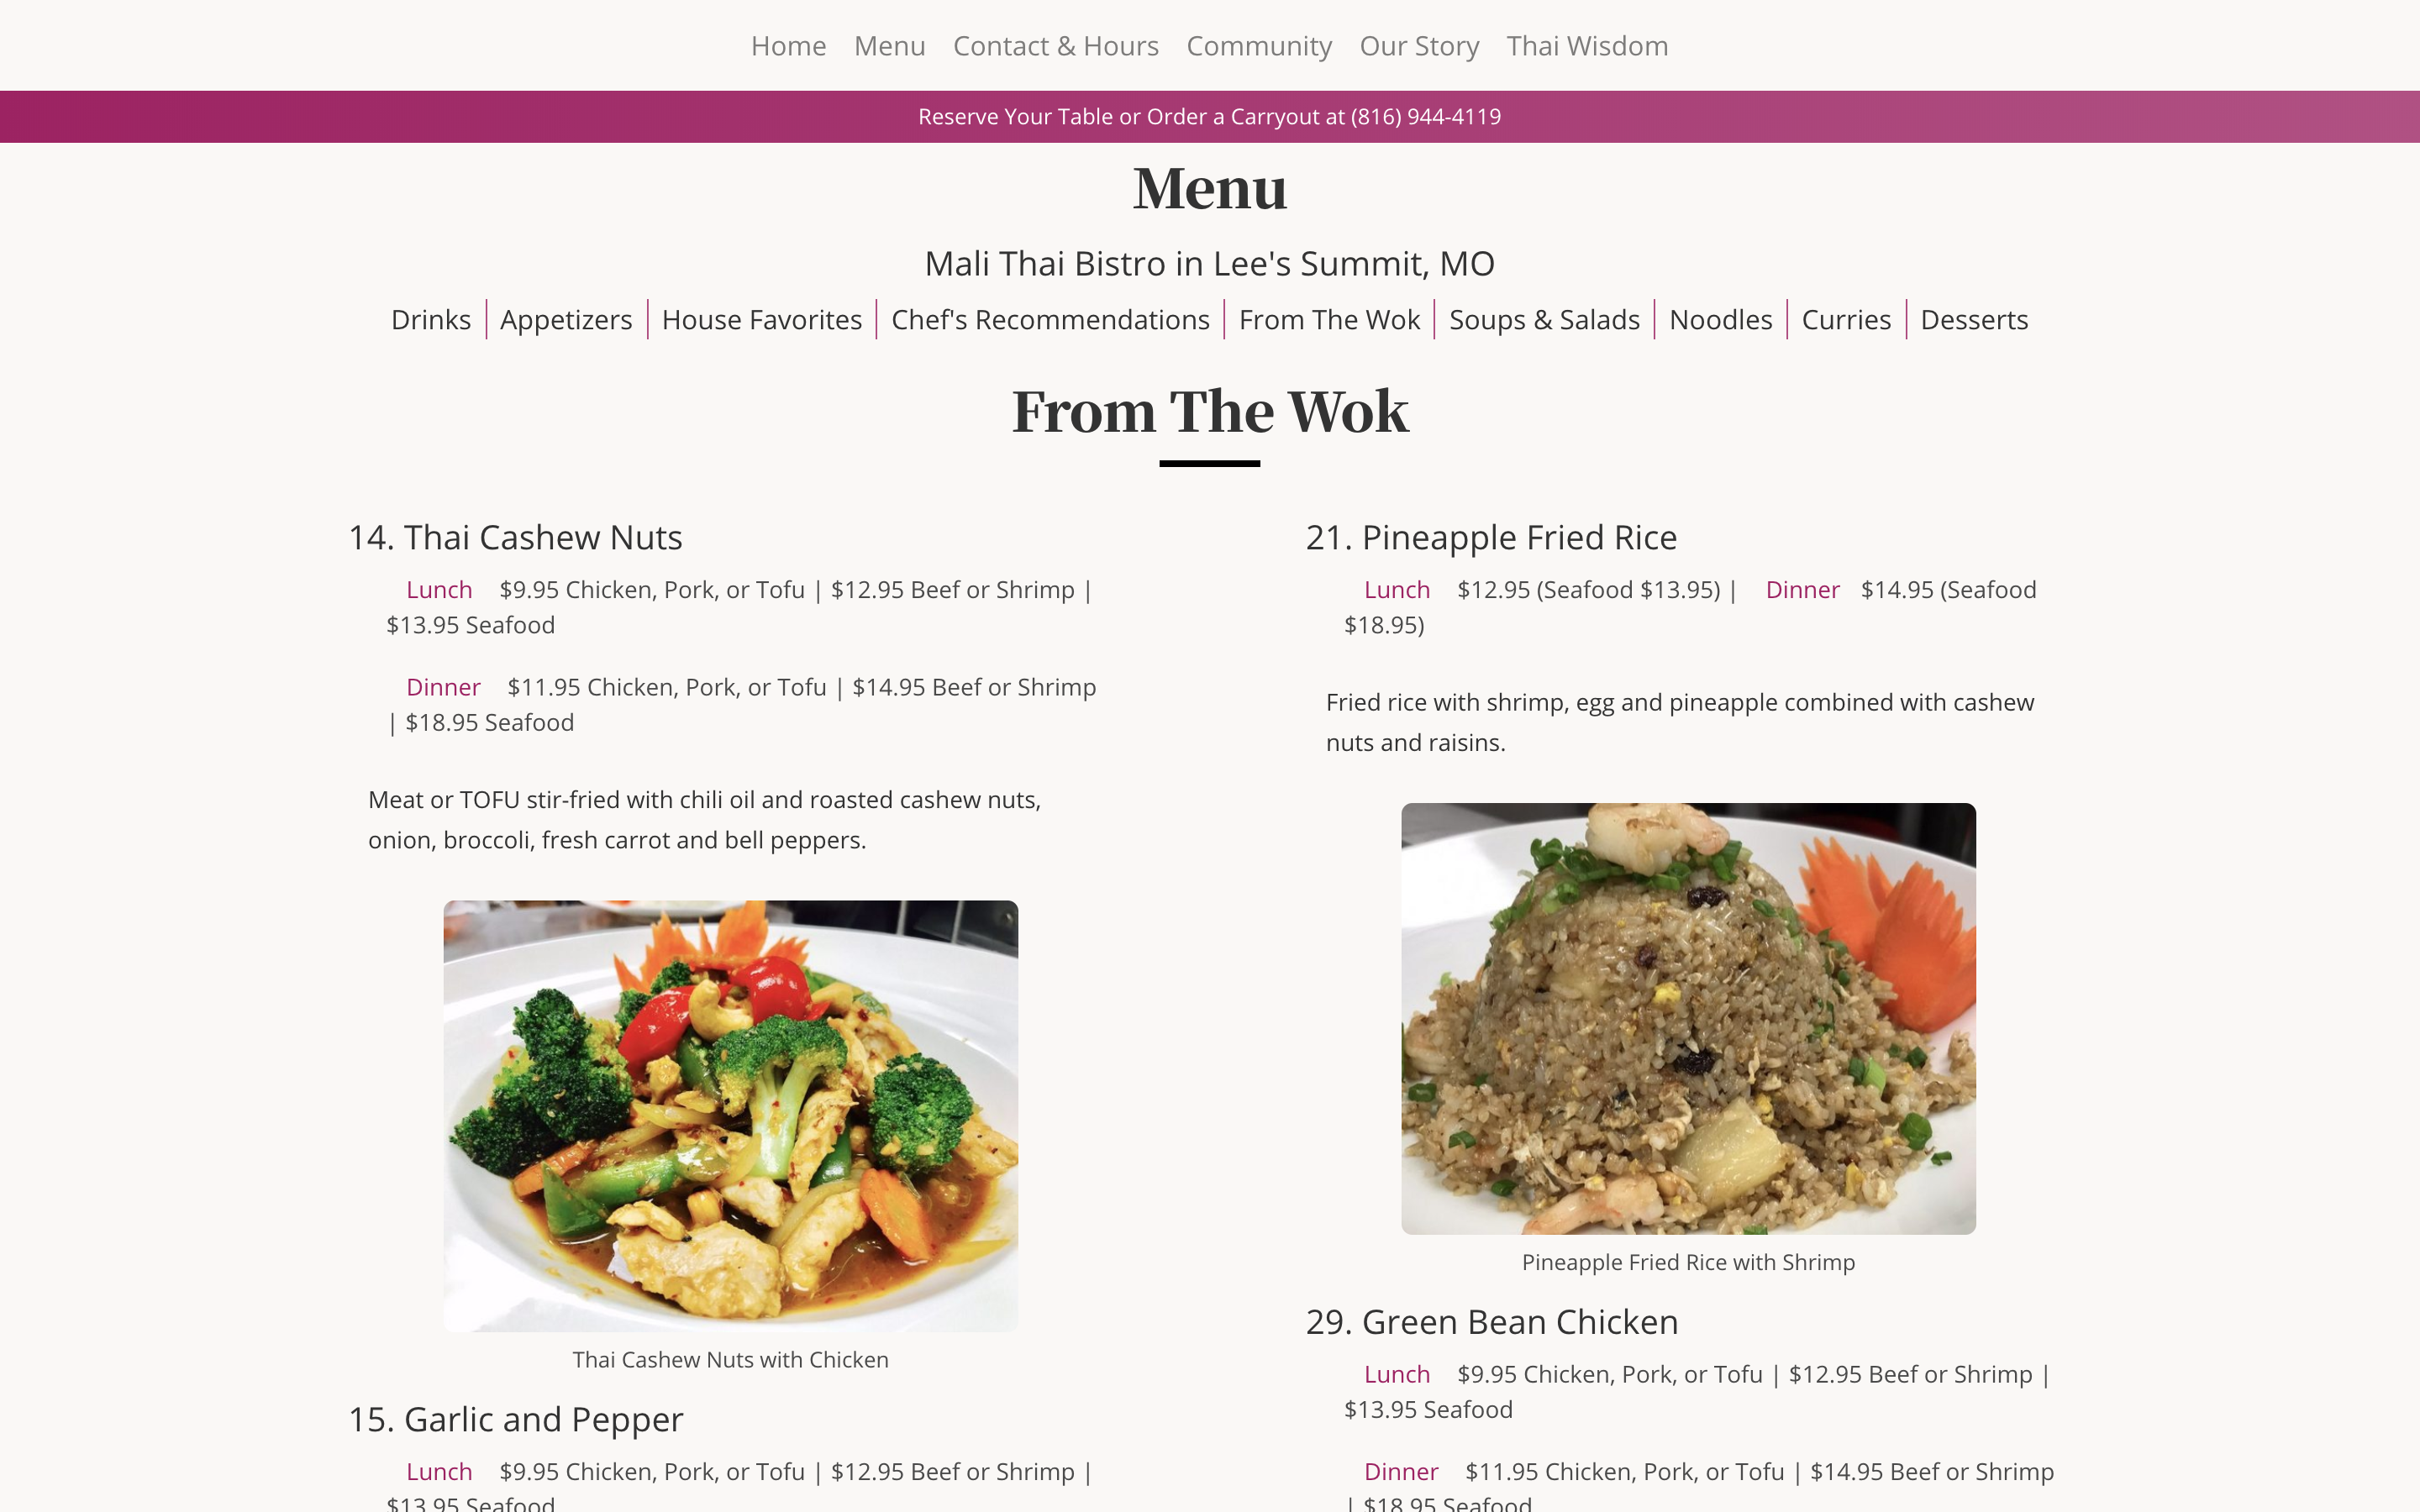 Home Menu Contact & Hours Community Our Story Thai Wisdom
Reserve Your Table or Order a Carryout at (816) 944-4119
Menu
Mali Thai Bistro in Lee's Summit, MO
Drinks Appetizers House Favorites Chef's Recommendations From The Wok Soups & Salads Noodles Curries Desserts
From The Wok
14. Thai Cashew Nuts
Lunch $9.95 Chicken, Pork, or Tofu | $12.95 Beef or Shrimp |
$13.95 Seafood
Dinner $11.95 Chicken, Pork, or Tofu | $14.95 Beef or Shrimp
| $18.95 Seafood
Meat or TOFU stir-fried with chili oil and roasted cashew nuts,
onion, broccoli, fresh carrot and bell peppers.
Thai Cashew Nuts with Chicken
15. Garlic and Pepper
Lunch $9.95 Chicken, Pork, or Tofu | $12.95 Beef or Shrimp |
$13.95 Seafood
21. Pineapple Fried Rice
Lunch $12.95 (Seafood $13.95) | Dinner $14.95 (Seafood
$18.95)
Fried rice with shrimp, egg and pineapple combined with cashew
nuts and raisins.
Pineapple Fried Rice with Shrimp
29. Green Bean Chicken
Lunch $9.95 Chicken, Pork, or Tofu | $12.95 Beef or Shrimp |
$13.95 Seafood
Dinner $11.95 Chicken, Pork, or Tofu | $14.95 Beef or Shrimp
| $18.95 Seafood